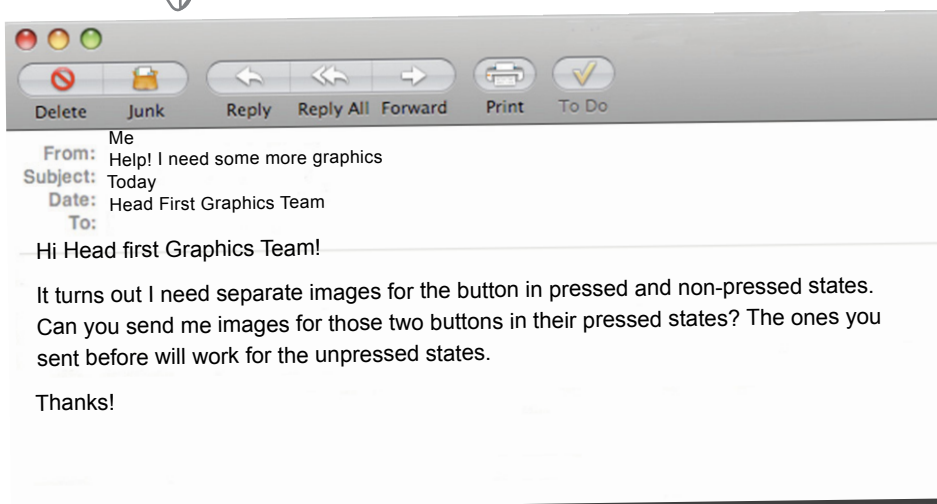 Delete Junk Reply Reply All Forward Print To Do
From: Me
Subject: Help! I need some more graphics
Date: Today
To: Head First Graphics Team
Hi Head first Graphics Team!
It turns out I need separate images for the button in pressed and non-pressed states.
Can you send me images for those two buttons in their pressed states? The ones you
sent before will work for the unpressed states.
Thanks!